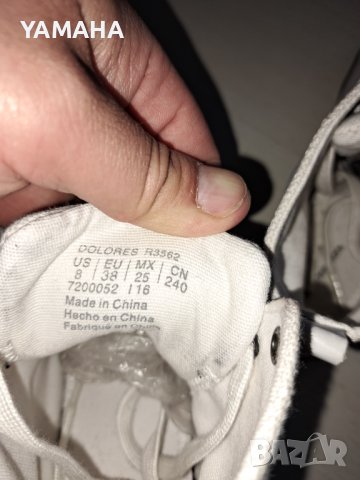 YAMAHA
DOLORES R3562
US | EU | MX | CN
8 | 38 | 25 | 240
7200052 | 16
Made in China
Hecho en China
Fabriqué en Chine
BAZAR